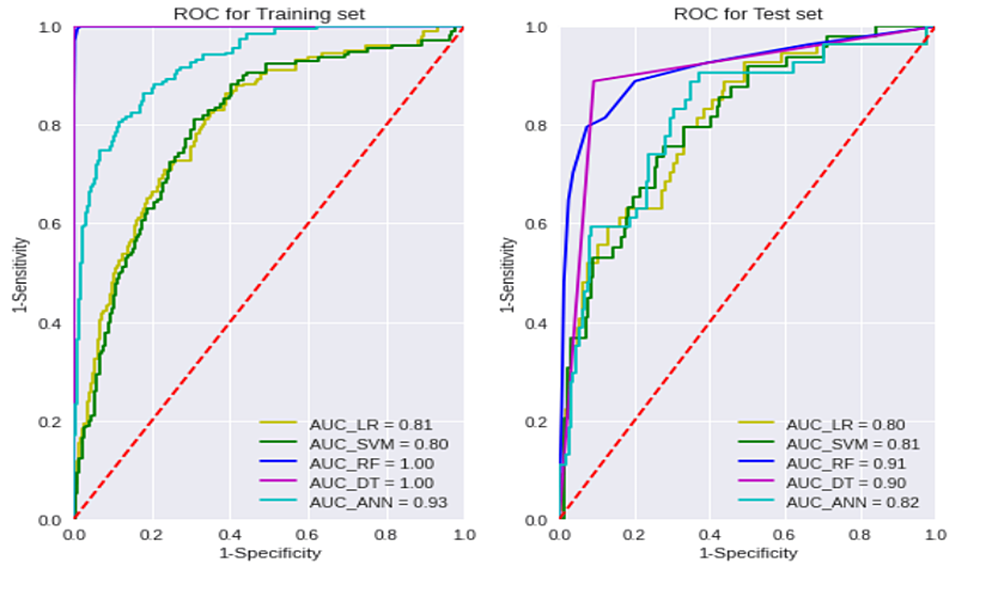 ROC for Training set
1.0
0.8
0.6
0.4
0.2
0.0
1-Sensitivity
AUC_LR = 0.81
AUC_SVM = 0.80
AUC_RF = 1.00
AUC_DT = 1.00
AUC_ANN = 0.93
0.0 0.2 0.4 0.6 0.8 1.0
1-Specificity
ROC for Test set
1.0
0.8
0.6
0.4
0.2
0.0
1-Sensitivity
AUC_LR = 0.80
AUC_SVM = 0.81
AUC_RF = 0.91
AUC_DT = 0.90
AUC_ANN = 0.82
0.0 0.2 0.4 0.6 0.8 1.0
1-Specificity